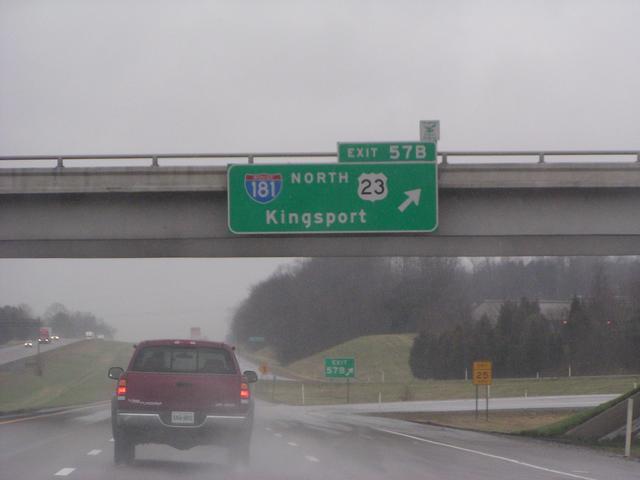 EXIT 57B
181 NORTH 23
Kingsport
EXIT
57B
25